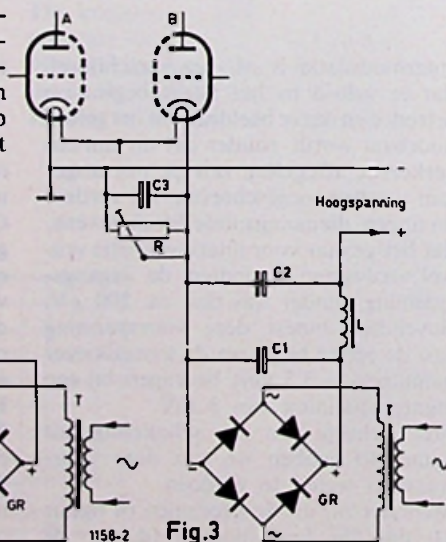 A
B
C3
Hoogspanning
- +
R
C2
L
C1
~
T
T
+
~
- +
~
GR
GR
~
1158-2
Fig.3